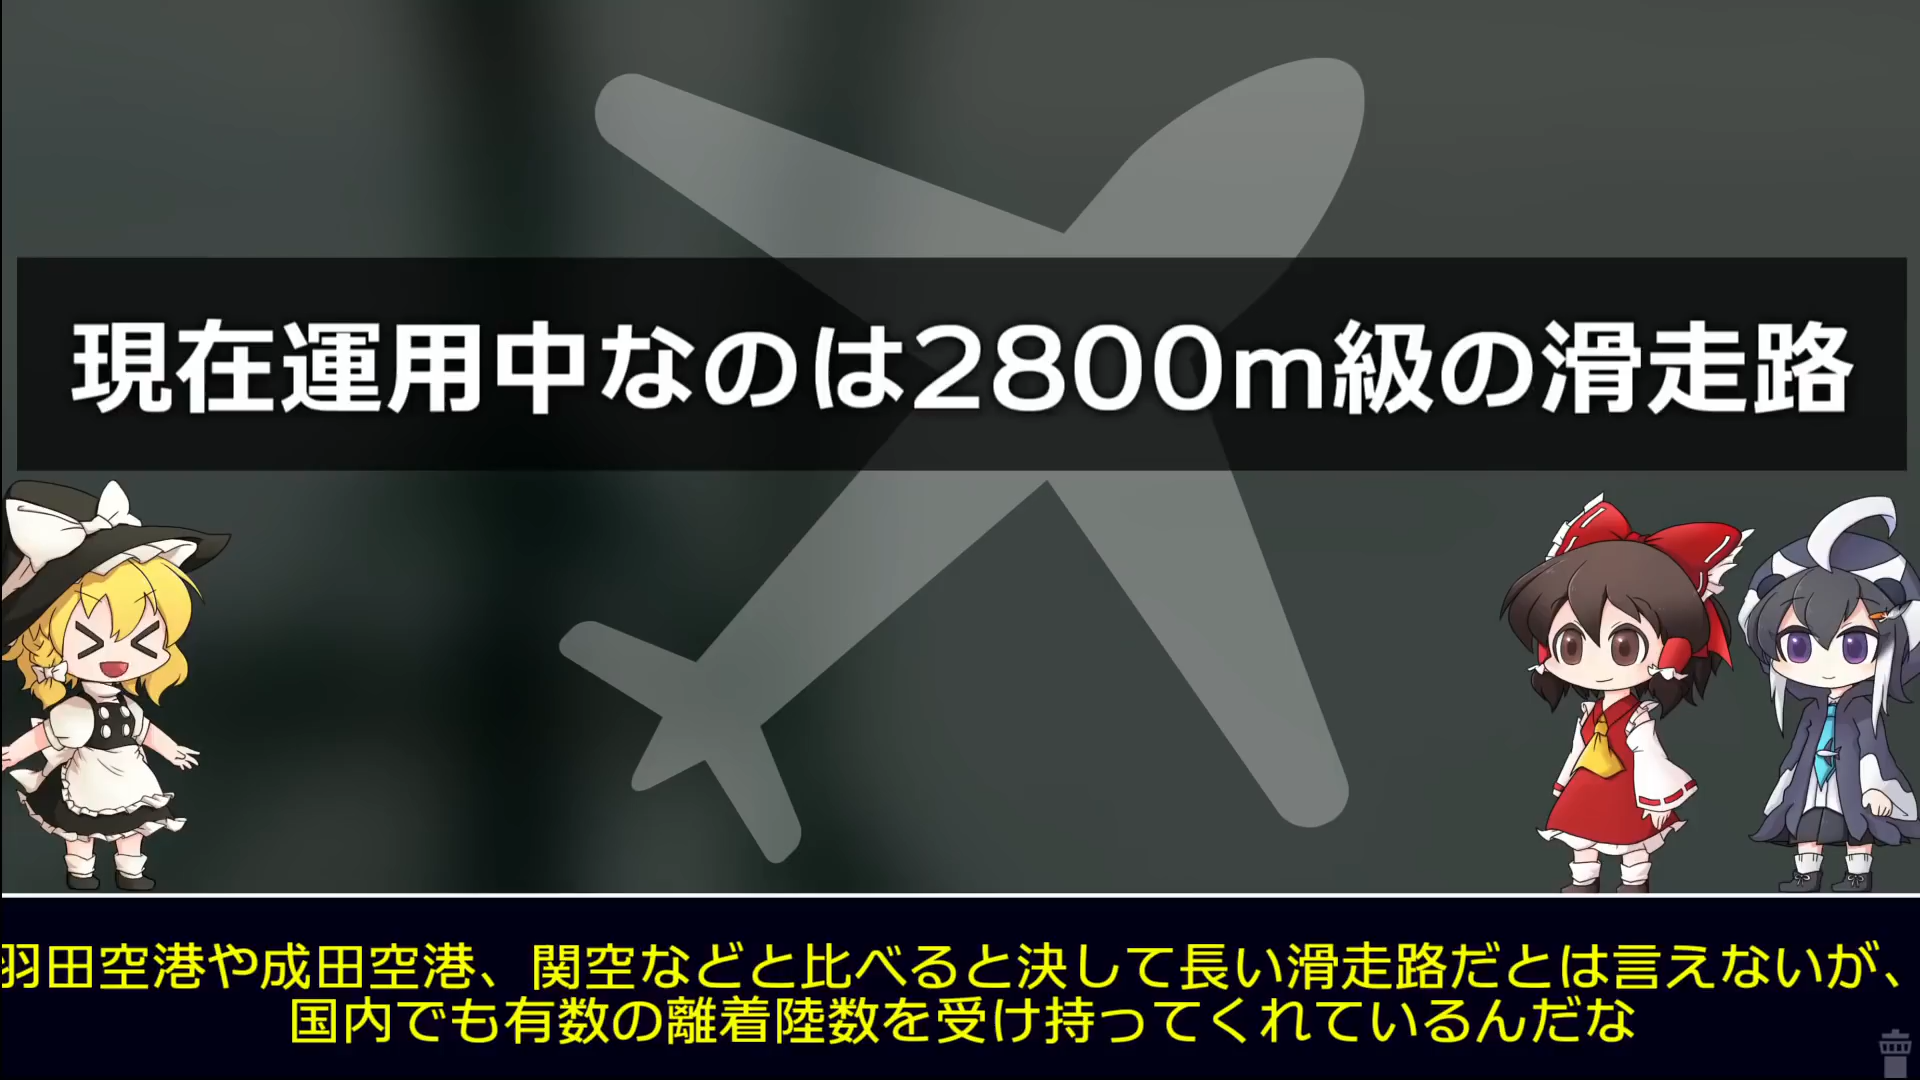 現在運用中なのは2800m級の滑走路
羽田空港や成田空港、関空などと比べると決して長い滑走路だとは言えないが、
国内でも有数の離着陸数を受け持ってくれているんだな